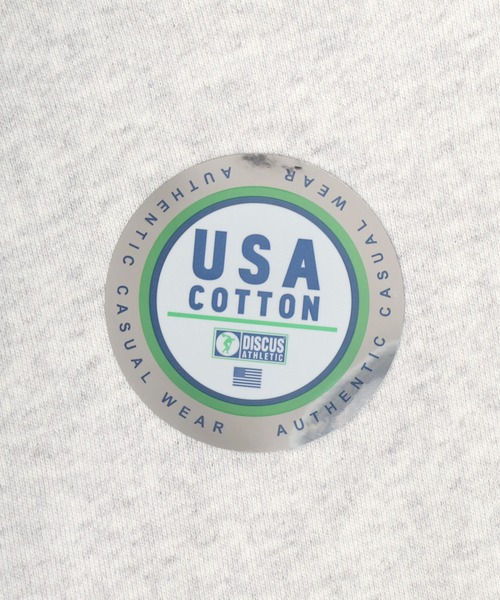 USA
COTTON
DISCUS
ATHLETIC
AUTHENTIC CASUAL WEAR
AUTHENTIC CASUAL WEAR